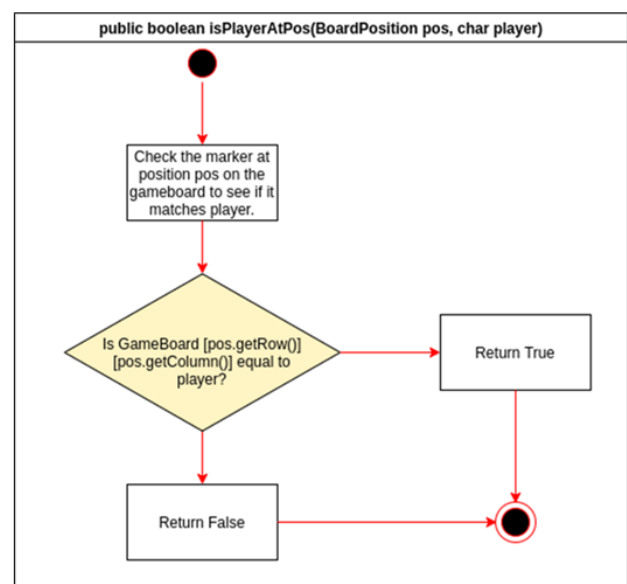 public boolean isPlayerAtPos(BoardPosition pos, char player)
Check the marker at
position pos on the
gameboard to see if it
matches player.
Is GameBoard [pos.getRow()]
[pos.getColumn()] equal to
player?
Return True
Return False